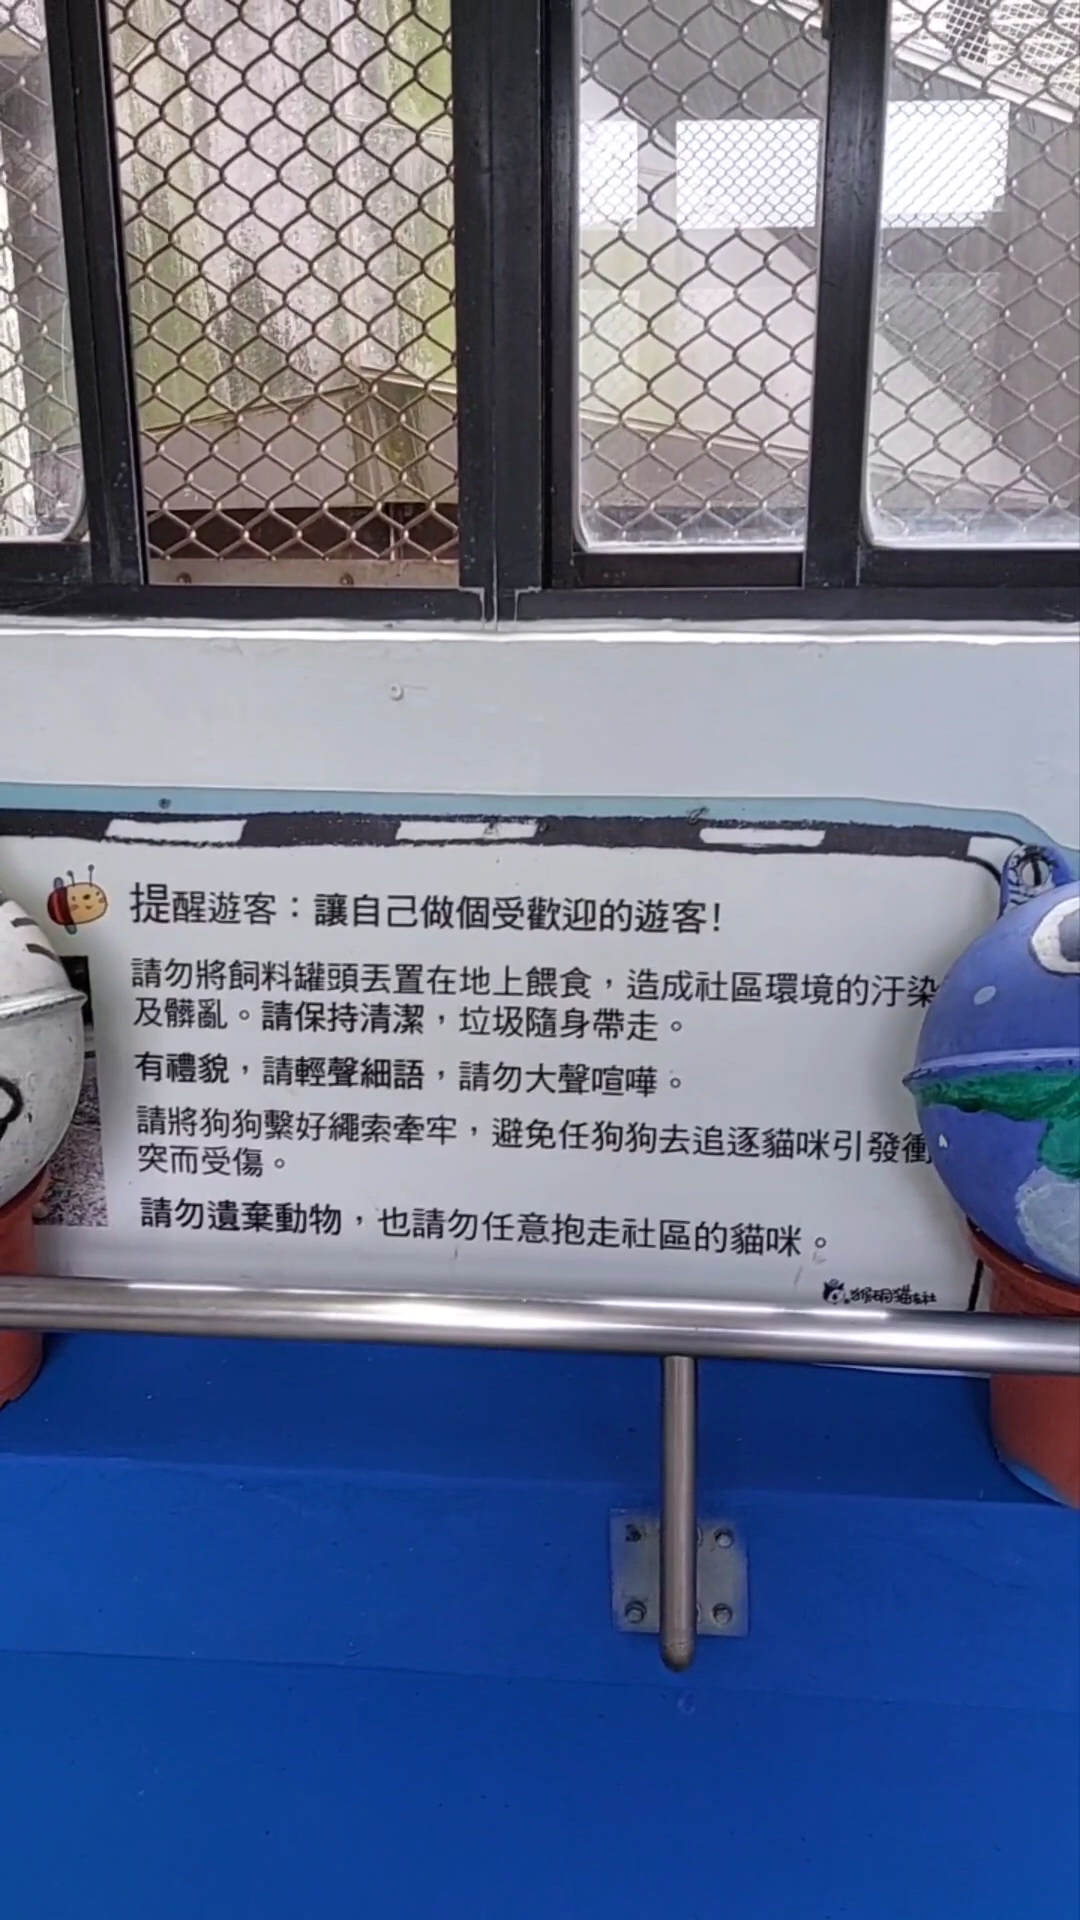 提醒遊客：讓自己做個受歡迎的遊客！
請勿將飼料罐頭丟置在地上餵食，造成社區環境的汙染
及髒亂。請保持清潔，垃圾隨身帶走。
有禮貌，請輕聲細語，請勿大聲喧嘩。
請將狗狗繫好繩索牽牢，避免任狗狗去追逐貓咪引發衝
突而受傷。
請勿遺棄動物，也請勿任意抱走社區的貓咪。
猴硐貓友社